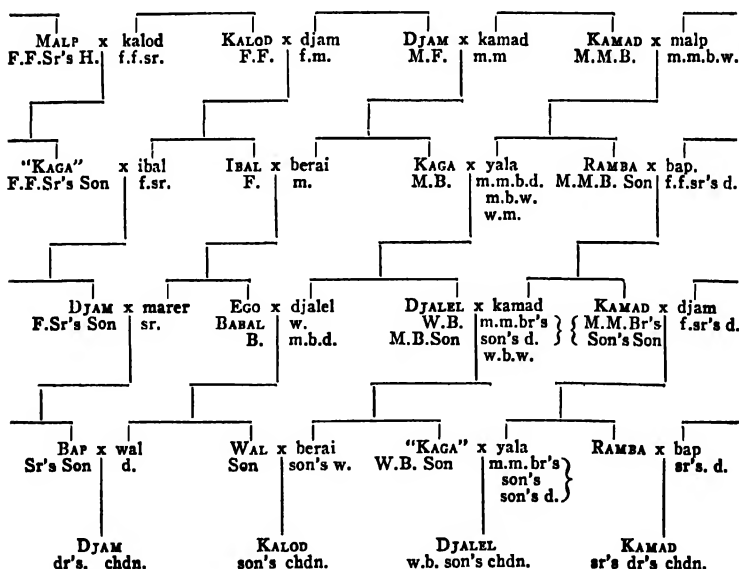 MALP x kalod KALOD x djam DJAM x kamad KAMAD x malp
F.F.Sr's H. f.f.sr. F.F. f.m. M.F. m.m M.M.B. m.m.b.w.
"KAGA" x ibal IBAL x berai KAGA x yala RAMBA x bap.
F.F.Sr's Son f.sr. F. m. M.B. m.m.b.d. M.M.B. Son f.f.sr's d.
m.b.w.
w.m.
DJAM x marer EGO x djalel DJALEL x kamad KAMAD x djam
F.Sr's Son sr. BABAL w. W.B. m.m.br's M.M.Br's f.sr's d.
B. m.b.d. M.B.Son son's d. Son's Son
w.b.w.
BAP x wal WAL x berai "KAGA" x yala RAMBA x bap
Sr's Son d. Son son's w. W.B. Son m.m.br's sr's. d.
son's
son's d.
DJAM KALOD DJALEL KAMAD
dr's. chdn. son's chdn. w.b. son's chdn. sr's dr's chdn.